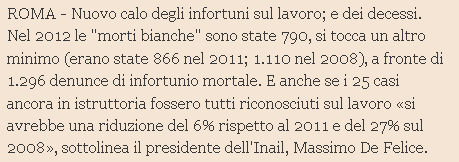 ROMA - Nuovo calo degli infortuni sul lavoro; e dei decessi.
Nel 2012 le "morti bianche" sono state 790, si tocca un altro
minimo (erano state 866 nel 2011; 1.110 nel 2008), a fronte di
1.296 denunce di infortunio mortale. E anche se i 25 casi
ancora in istruttoria fossero tutti riconosciuti sul lavoro «si
avrebbe una riduzione del 6% rispetto al 2011 e del 27% sul
2008», sottolinea il presidente dell'Inail, Massimo De Felice.